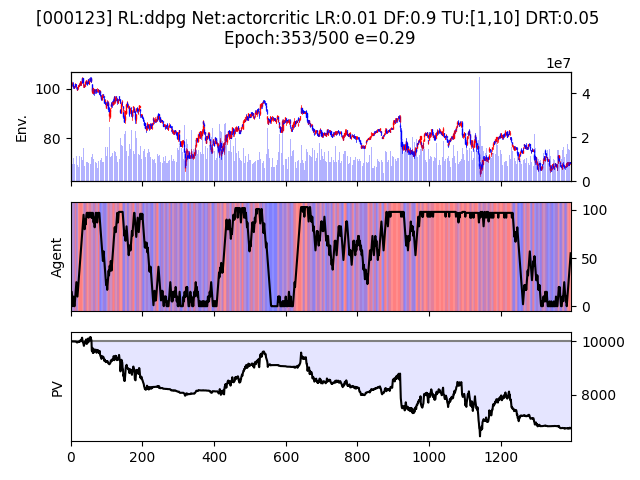 [000123] RL:ddpg Net:actorcritic LR:0.01 DF:0.9 TU:[1,10] DRT:0.05
Epoch:353/500 e=0.29
1e7
Env.
100
80
4
2
0
Agent
100
50
0
PV
10000
8000
0 200 400 600 800 1000 1200